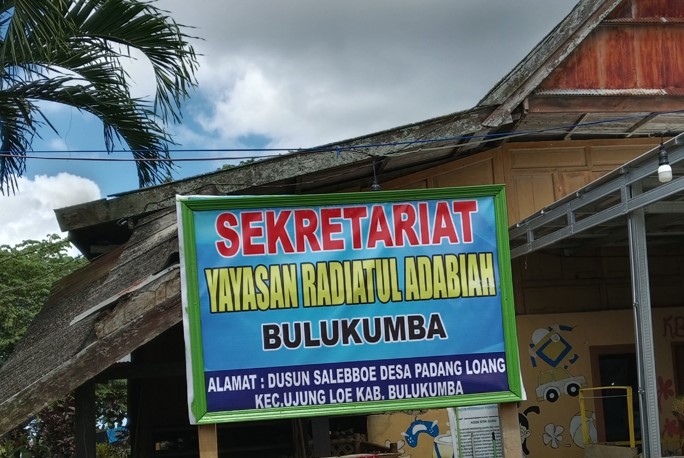 SEKRETARIAT
YAYASAN RADIATUL ADABIAH
BULUKUMBA
ALAMAT : DUSUN SALEBBOE DESA PADANG LOANG
KEC.UJUNG LOE KAB. BULUKUMBA